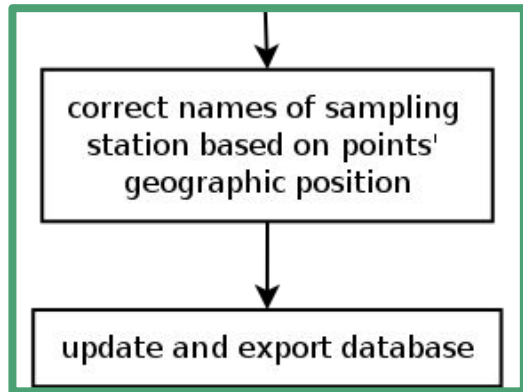 correct names of sampling
station based on points'
geographic position
update and export database